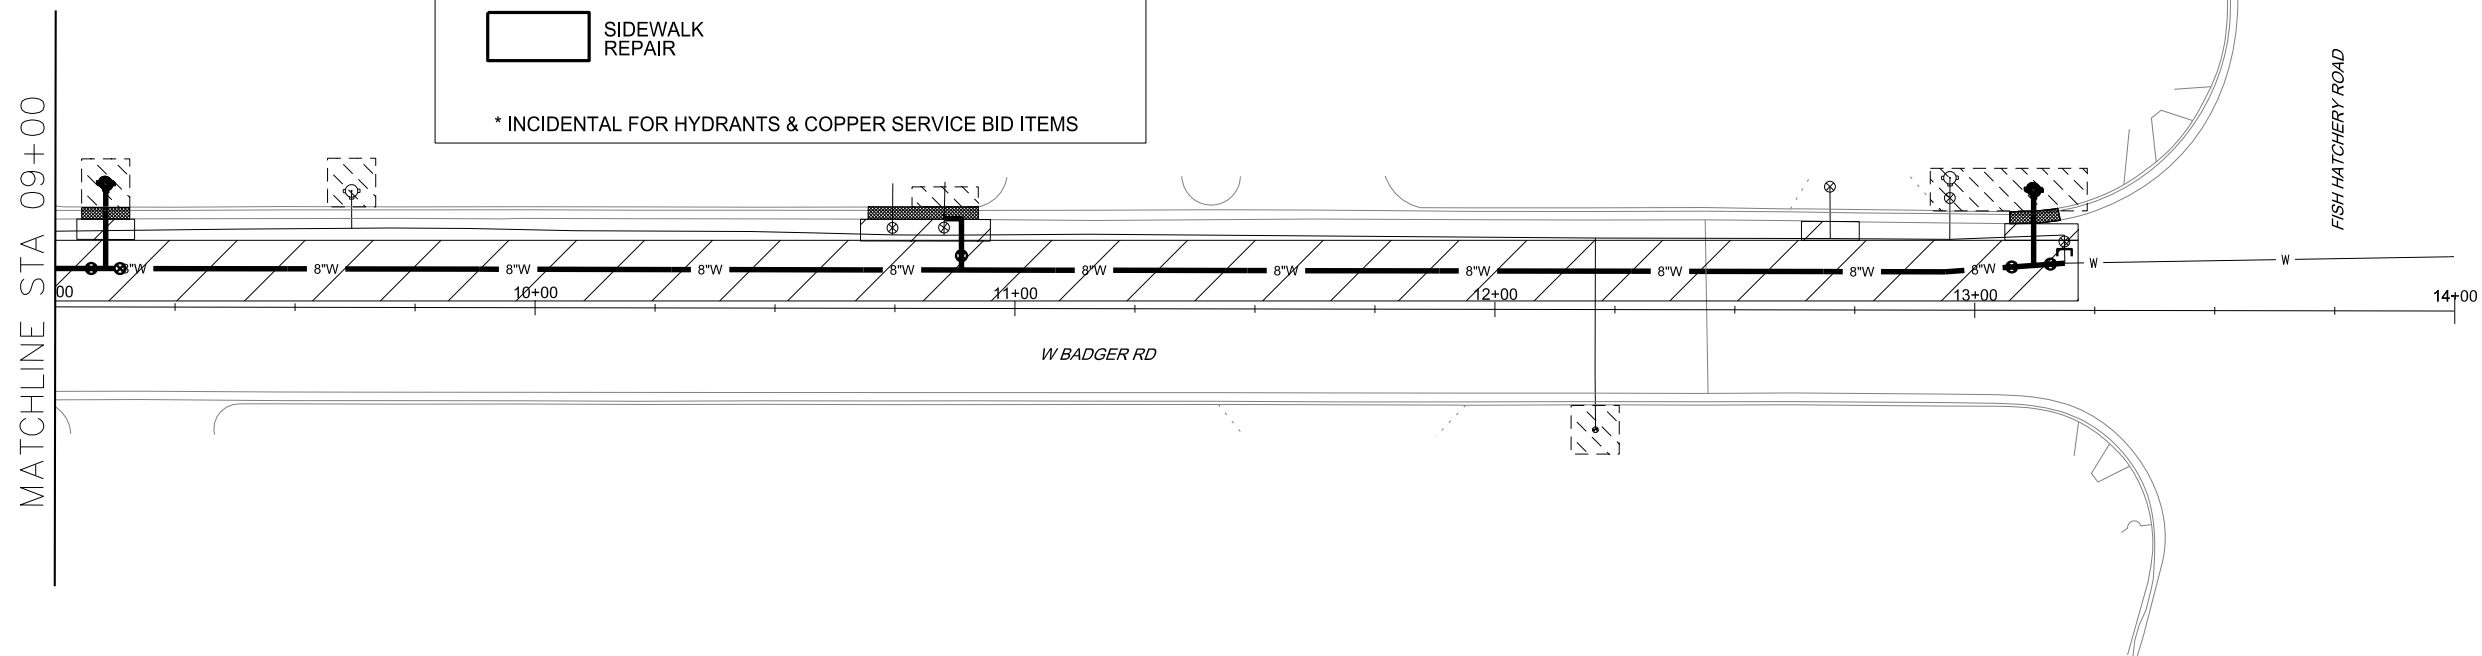 SIDEWALK
REPAIR
* INCIDENTAL FOR HYDRANTS & COPPER SERVICE BID ITEMS
MATCHLINE STA 09+00
FISH HATCHERY ROAD
8"W 8"W 8"W 8"W 8"W 8"W 8"W 8"W 8"W 8"W 8"W W W
00 10+00 11+00 12+00 13+00 14+00
W BADGER RD